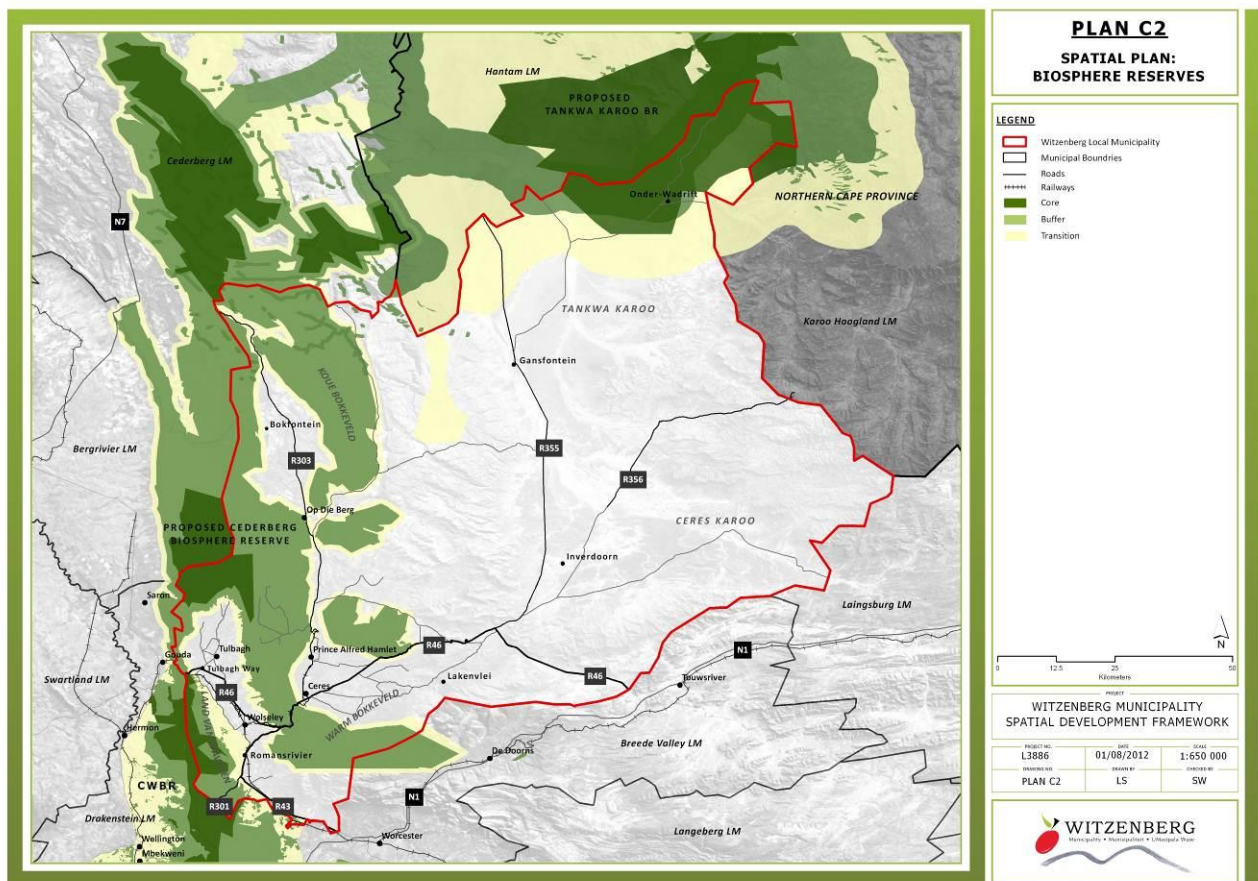 PLAN C2
SPATIAL PLAN:
BIOSPHERE RESERVES
LEGEND
Witzenberg Local Municipality
Municipal Boundries
Roads
Railways
Core
Buffer
Transition
N
0 12.5 25 50
Kilometers
PROJECT
WITZENBERG MUNICIPALITY
SPATIAL DEVELOPMENT FRAMEWORK
PROJECT NO.
L3886
DATE
01/08/2012
SCALE
1:650 000
DRAWING NO
PLAN C2
DRAWN BY
LS
CHECKED BY
SW
WITZENBERG
Municipality • Munisipaliteit •
Hantam LM
PROPOSED
TANKWA KAROO BR
Cederberg LM
Onder-Wadrift
NORTHERN CAPE PROVINCE
N7
TANKWA KAROO
Karoo Hoogland LM
Gansfontein
KOUE BOKKEVELD
Bokfontein
Bergrivier LM
R303
R355
R356
Op Die Berg
PROPOSED CEDERBERG
BIOSPHERE RESERVE
CERES KAROO
Inverdoorn
Saron
Laingsburg LM
Gouda
Tulbagh
Tulbagh Way
Prince Alfred Hamlet
R46
N1
Swartland LM
R46
Ceres
Lakenvlei
R46
Touwsriver
WARM BOKKEVELD
Wolseley
Hermon
Romansrivier
Breede Valley LM
De Doorns
CWBR
R301
R43
N1
Drakenstein LM
Worcester
Langeberg LM
Wellington
Mbekweni